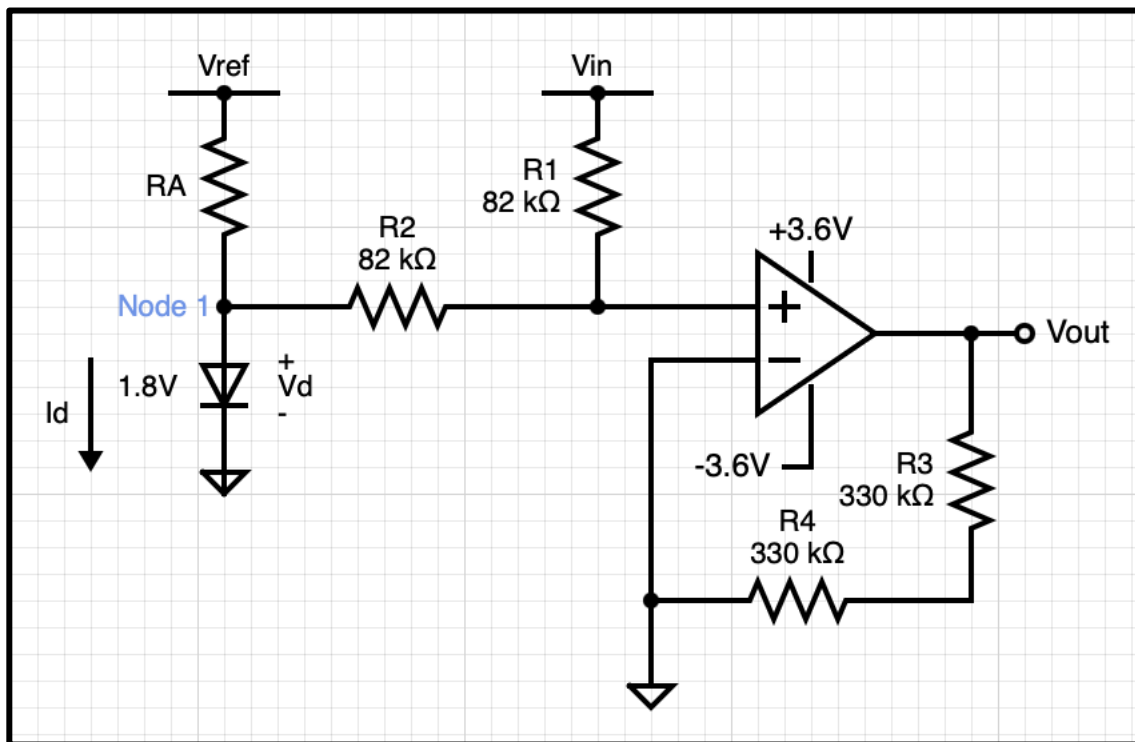 Vref
Vin
RA
R1
82 kΩ
R2
82 kΩ
+3.6V
Node 1
+
−
Vout
1.8V
+
Vd
-
Id
-3.6V
R3
330 kΩ
R4
330 kΩ